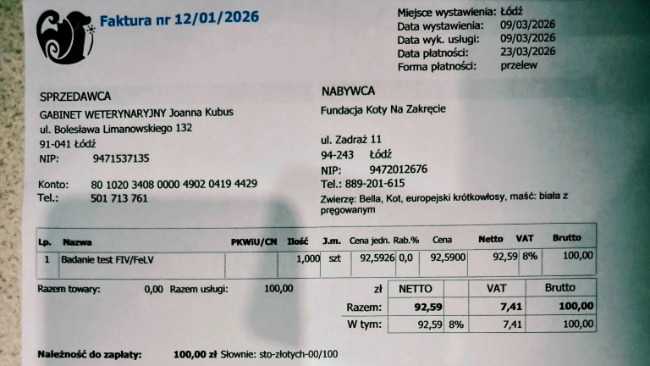 Faktura nr 12/01/2026
Miejsce wystawienia: Łódź
Data wystawienia: 09/03/2026
Data wyk. usługi: 09/03/2026
Data płatności: 23/03/2026
Forma płatności: przelew
SPRZEDAWCA
GABINET WETERYNARYJNY Joanna Kubus
ul. Bolesława Limanowskiego 132
91-041 Łódź
NIP: 9471537135
Konto: 80 1020 3408 0000 4902 0419 4429
Tel.: 501 713 761
NABYWCA
Fundacja Koty Na Zakręcie
ul. Zadraż 11
94-243 Łódź
NIP: 9472012676
Tel.: 889-201-615
Zwierzę: Bella, Kot, europejski krótkowłosy, maść: biała z
pręgowanym
Lp. Nazwa PKWiU/CN Ilość J.m. Cena jedn. Rab.% Cena Netto VAT Brutto
1 Badanie test FIV/FeLV 1,000 szt 92,5926 0,0 92,5900 92,59 8% 100,00
Razem towary: 0,00 Razem usługi: 100,00
zł NETTO VAT Brutto
Razem: 92,59 7,41 100,00
W tym: 92,59 8% 7,41 100,00
Należność do zapłaty: 100,00 zł Słownie: sto-złotych-00/100